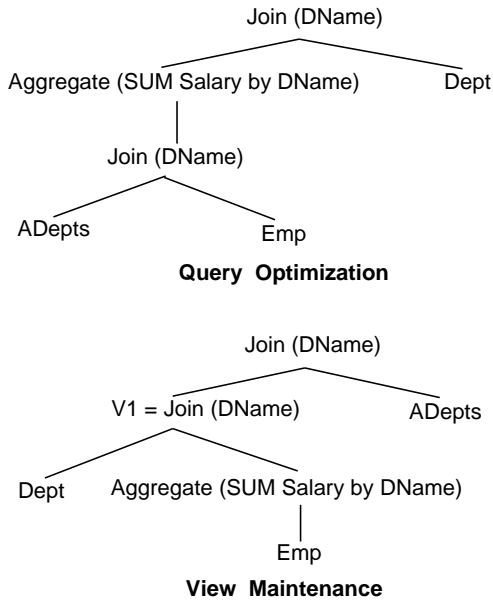 Join (DName)
Aggregate (SUM Salary by DName) Dept
Join (DName)
ADepts
Emp
Query Optimization
Join (DName)
V1 = Join (DName) ADepts
Dept Aggregate (SUM Salary by DName)
Emp
View Maintenance